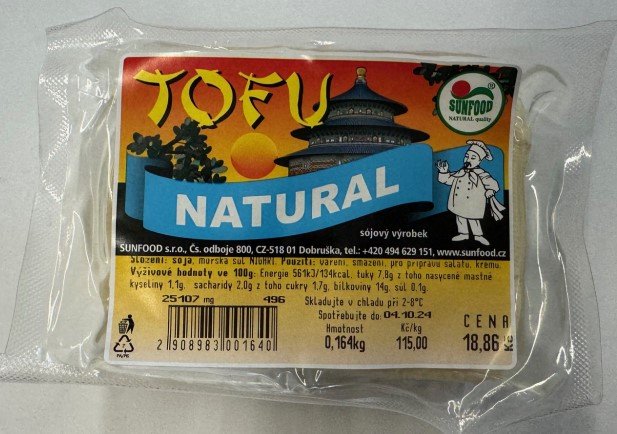 TOFU
SUNFOOD
NATURAL quality
NATURAL
sójový výrobek
SUNFOOD s.r.o., Čs. odboje 800, CZ-518 01 Dobruška, tel.: +420 494 629 151, www.sunfood.cz
Složení: sója, mořská sůl NIGARI. Použití: vaření, smažení, pro přípravu salátů, krémů.
Výživové hodnoty ve 100g: Energie 561kJ/134kcal, tuky 7.8g z toho nasycené mastné
kyseliny 1.1g, sacharidy 2.0g z toho cukry 1.7g, bílkoviny 14g, sůl 0.1g.
25107 mg 496
Skladujte v chladu při 2-8°C
Spotřebujte do: 04.10.24
Hmotnost Kč/kg CENA
0,164kg 115,00 18,86 Kč
2 908983 001640
PA/PE